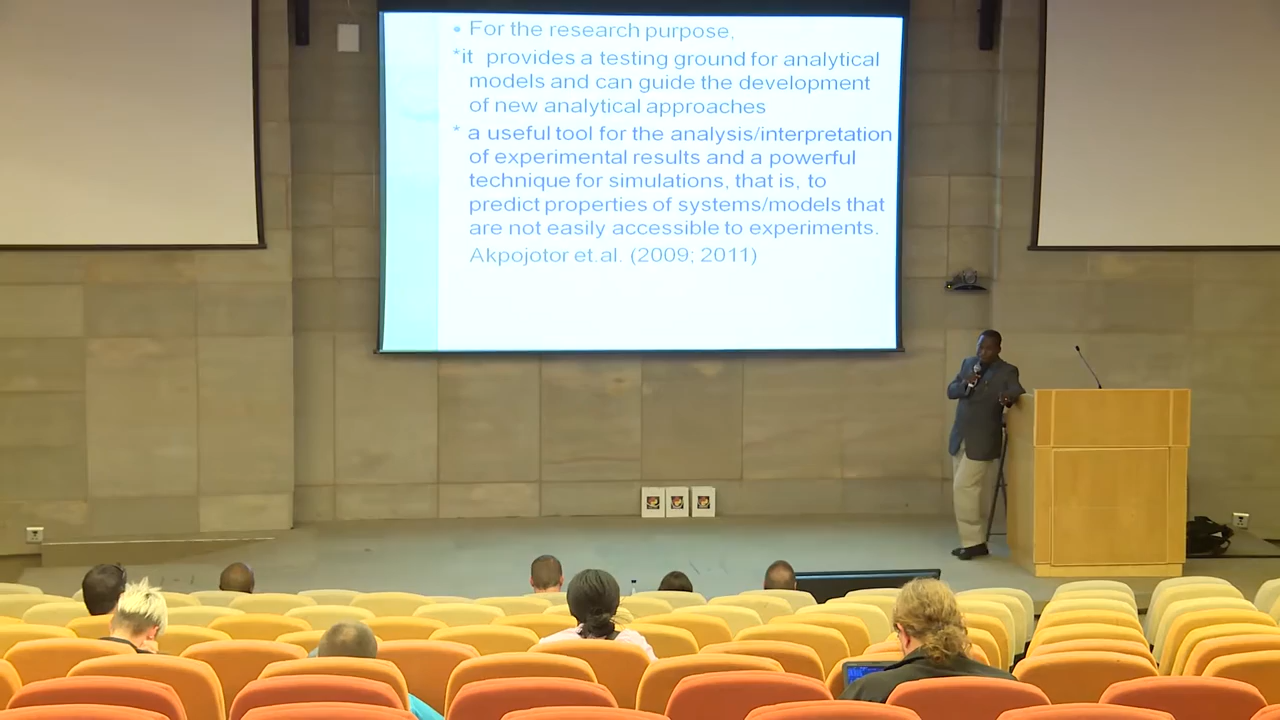 • For the research purpose,
*it provides a testing ground for analytical
models and can guide the development
of new analytical approaches
* a useful tool for the analysis/interpretation
of experimental results and a powerful
technique for simulations, that is, to
predict properties of systems/models that
are not easily accessible to experiments.
Akpojotor et.al. (2009; 2011)